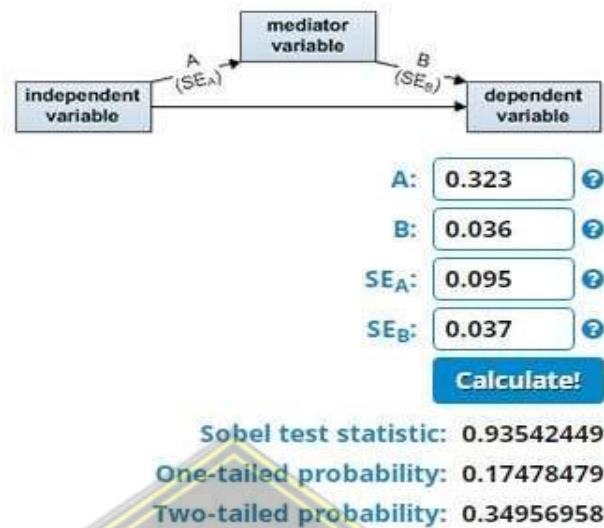 mediator
variable
A
(SEA)
B
(SEB)
independent
variable
dependent
variable
A: 0.323 ?
B: 0.036 ?
SEA: 0.095 ?
SEB: 0.037 ?
Calculate!
Sobel test statistic: 0.93542449
One-tailed probability: 0.17478479
Two-tailed probability: 0.34956958